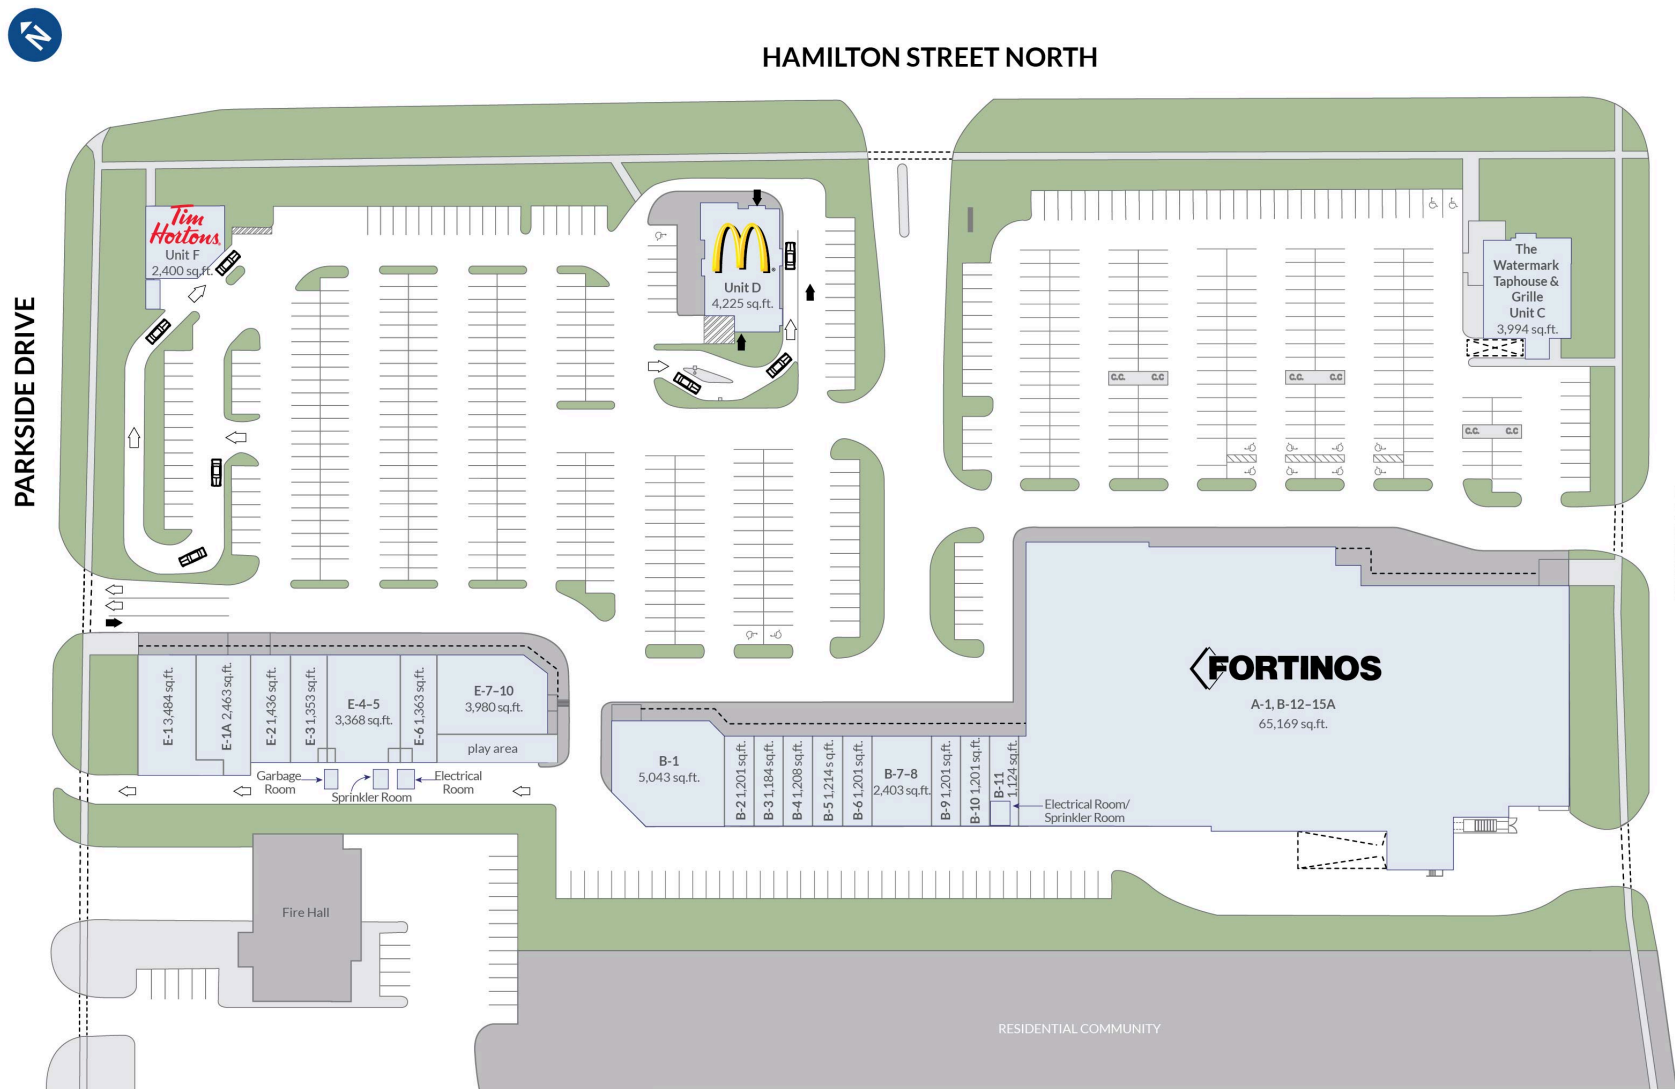 N
HAMILTON STREET NORTH
PARKSIDE DRIVE
Tim
Hortons
Unit F
2,400 sq.ft.
Unit D
4,225 sq.ft.
The
Watermark
Taphouse &
Grille
Unit C
3,994 sq.ft.
C.C. C.C
C.C. C.C
C.C. C.C
E-1 3,484 sq.ft.
E-1A 2,463 sq.ft.
E-2 1,436 sq.ft.
E-3 1,353 sq.ft.
E-4–5
3,368 sq.ft.
E-6 1,363 sq.ft.
E-7–10
3,980 sq.ft.
play area
Garbage
Room
Sprinkler Room
Electrical
Room
B-1
5,043 sq.ft.
B-2 1,201 sq.ft.
B-3 1,184 sq.ft.
B-4 1,208 sq.ft.
B-5 1,214 s q.ft.
B-6 1,201 sq.ft.
B-7–8
2,403 sq.ft.
B-9 1,201 sq.ft.
B-10 1,201 sq.ft.
B-11
1,124 sq.ft.
Electrical Room/
Sprinkler Room
FORTINOS
A-1, B-12–15A
65,169 sq.ft.
Fire Hall
RESIDENTIAL COMMUNITY